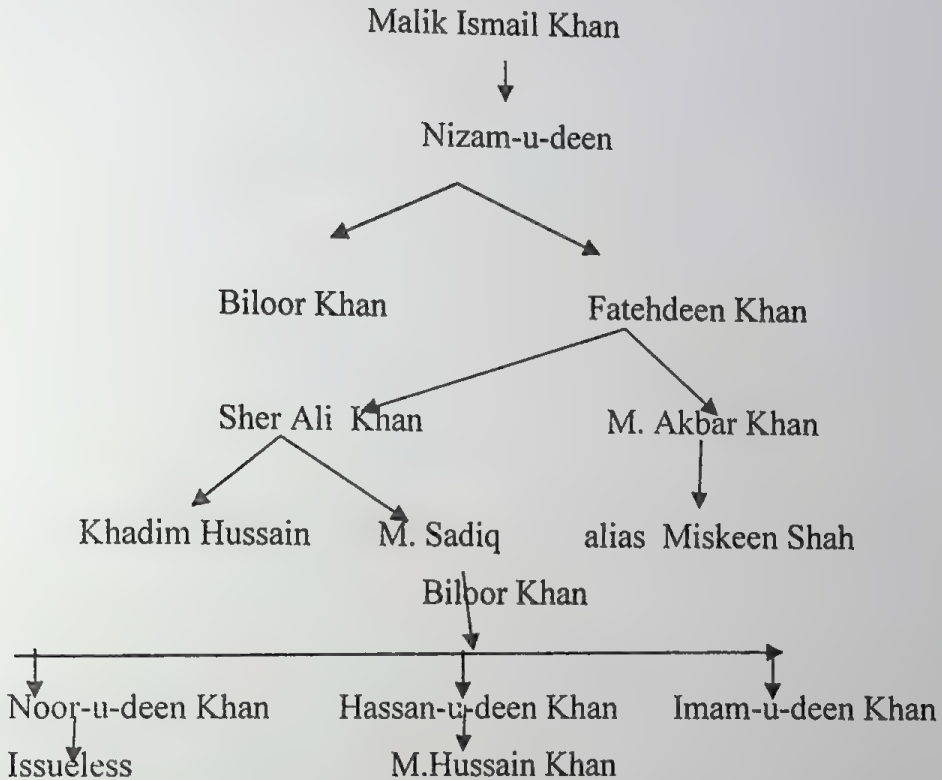 Malik Ismail Khan
Nizam-u-deen
Biloor Khan Fatehdeen Khan
Sher Ali Khan M. Akbar Khan
Khadim Hussain M. Sadiq alias Miskeen Shah
Biloor Khan
Noor-u-deen Khan Hassan-u-deen Khan Imam-u-deen Khan
Issueless M.Hussain Khan